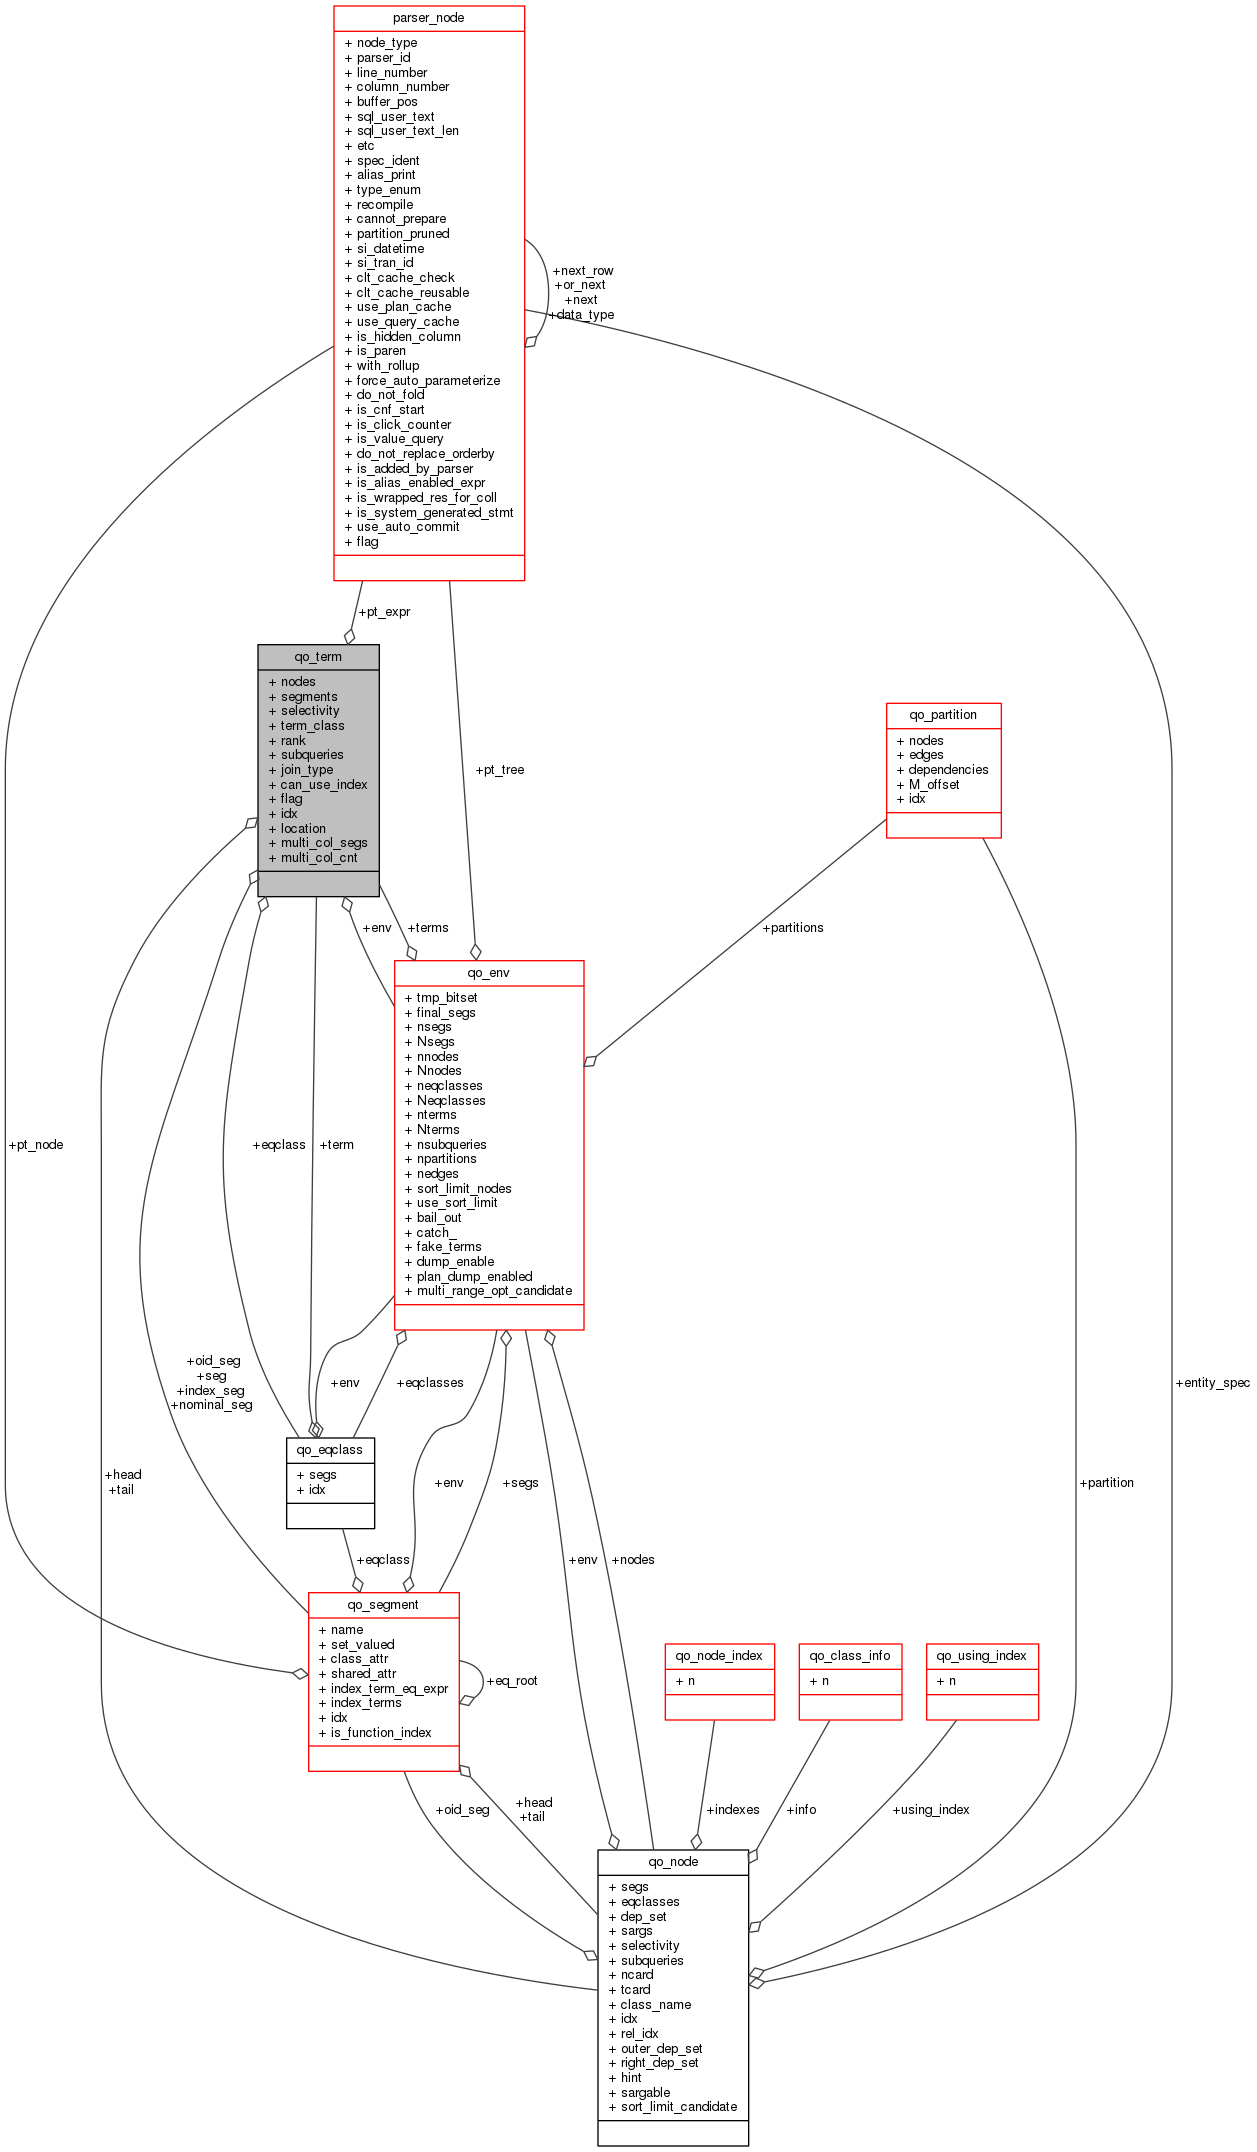 parser_node
+ node_type
+ parser_id
+ line_number
+ column_number
+ buffer_pos
+ sql_user_text
+ sql_user_text_len
+ etc
+ spec_ident
+ alias_print
+ type_enum
+ recompile
+ cannot_prepare
+ partition_pruned
+ si_datetime
+ si_tran_id
+ clt_cache_check
+ clt_cache_reusable
+ use_plan_cache
+ use_query_cache
+ is_hidden_column
+ is_paren
+ with_rollup
+ force_auto_parameterize
+ do_not_fold
+ is_cnf_start
+ is_click_counter
+ is_value_query
+ do_not_replace_orderby
+ is_added_by_parser
+ is_alias_enabled_expr
+ is_wrapped_res_for_coll
+ is_system_generated_stmt
+ use_auto_commit
+ flag
+next_row
+or_next
+next
+data_type
+pt_expr
qo_term
+ nodes
+ segments
+ selectivity
+ term_class
+ rank
+ subqueries
+ join_type
+ can_use_index
+ flag
+ idx
+ location
+ multi_col_segs
+ multi_col_cnt
+pt_tree
qo_partition
+ nodes
+ edges
+ dependencies
+ M_offset
+ idx
+env
+terms
+partitions
qo_env
+ tmp_bitset
+ final_segs
+ nsegs
+ Nsegs
+ nnodes
+ Nnodes
+ neqclasses
+ Neqclasses
+ nterms
+ Nterms
+ nsubqueries
+ npartitions
+ nedges
+ sort_limit_nodes
+ use_sort_limit
+ bail_out
+ catch_
+ fake_terms
+ dump_enable
+ plan_dump_enabled
+ multi_range_opt_candidate
+pt_node
+eqclass
+term
+oid_seg
+seg
+index_seg
+nominal_seg
+env
+eqclasses
+entity_spec
qo_eqclass
+ segs
+ idx
+head
+tail
+env
+segs
+partition
+eqclass
+env
+nodes
qo_segment
+ name
+ set_valued
+ class_attr
+ shared_attr
+ index_term_eq_expr
+ index_terms
+ idx
+ is_function_index
+eq_root
qo_node_index
+ n
qo_class_info
+ n
qo_using_index
+ n
+oid_seg
+head
+tail
+indexes
+info
+using_index
qo_node
+ segs
+ eqclasses
+ dep_set
+ sargs
+ selectivity
+ subqueries
+ ncard
+ tcard
+ class_name
+ idx
+ rel_idx
+ outer_dep_set
+ right_dep_set
+ hint
+ sargable
+ sort_limit_candidate